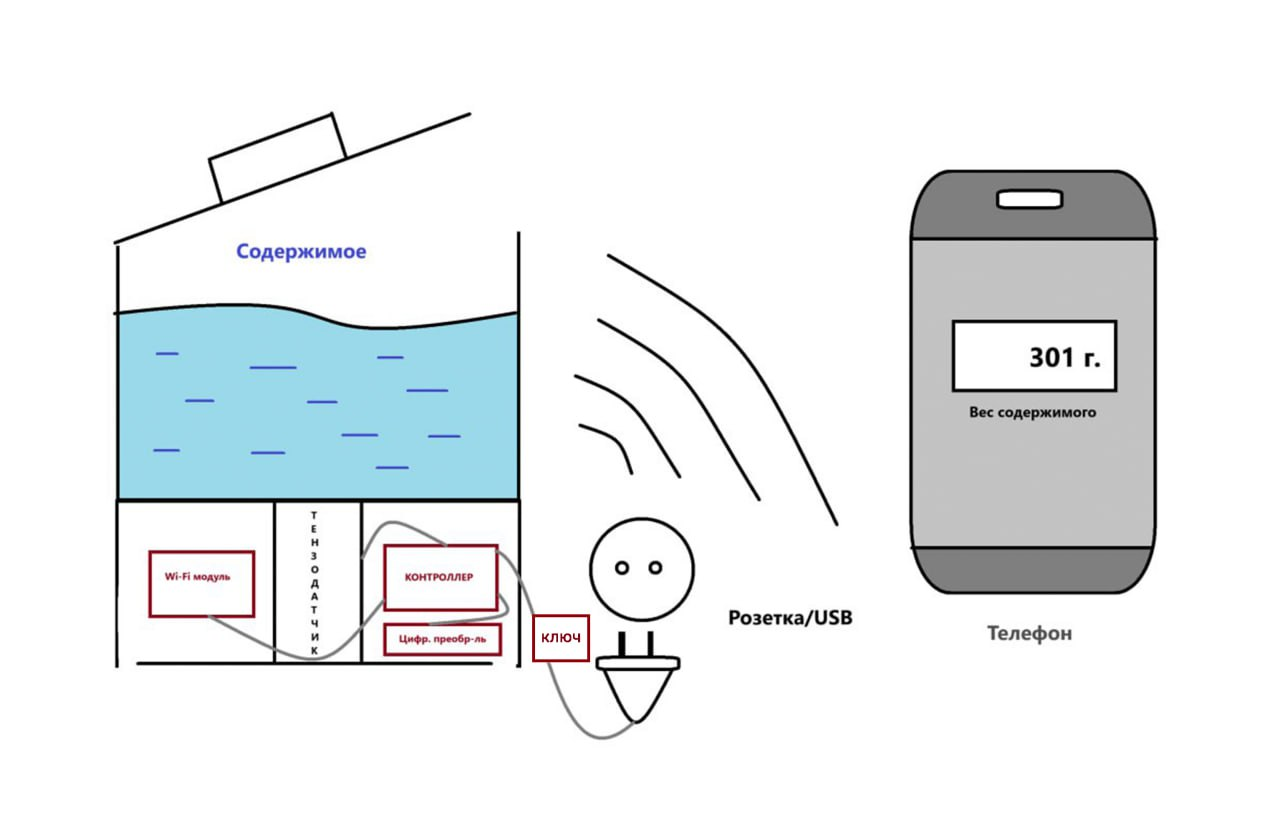 Содержимое
301 г.
Вес содержимого
ТЕНЗОДАТЧИК
Wi-Fi модуль
КОНТРОЛЛЕР
Цифр. преобр-ль
КЛЮЧ
Розетка/USB
Телефон